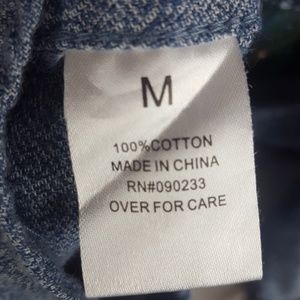 M
100%COTTON
MADE IN CHINA
RN#090233
OVER FOR CARE